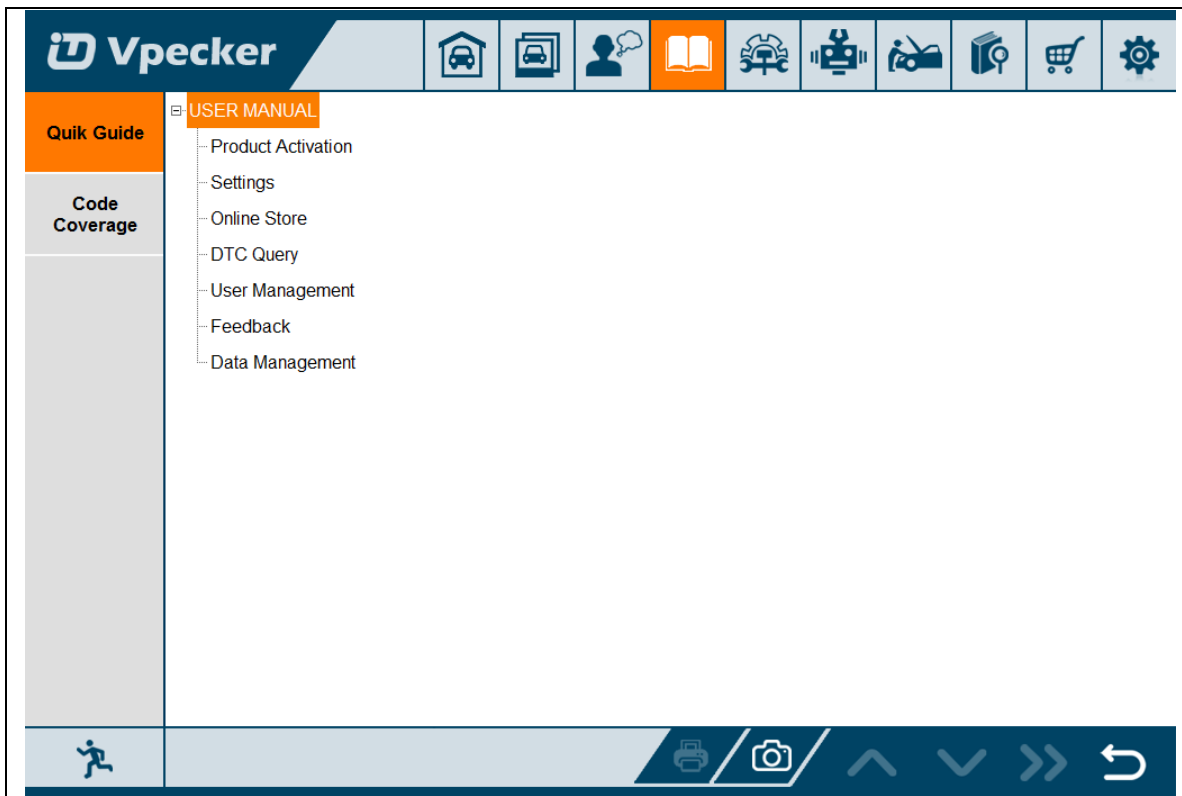 Vpecker
Quik Guide
Code
Coverage
USER MANUAL
Product Activation
Settings
Online Store
DTC Query
User Management
Feedback
Data Management